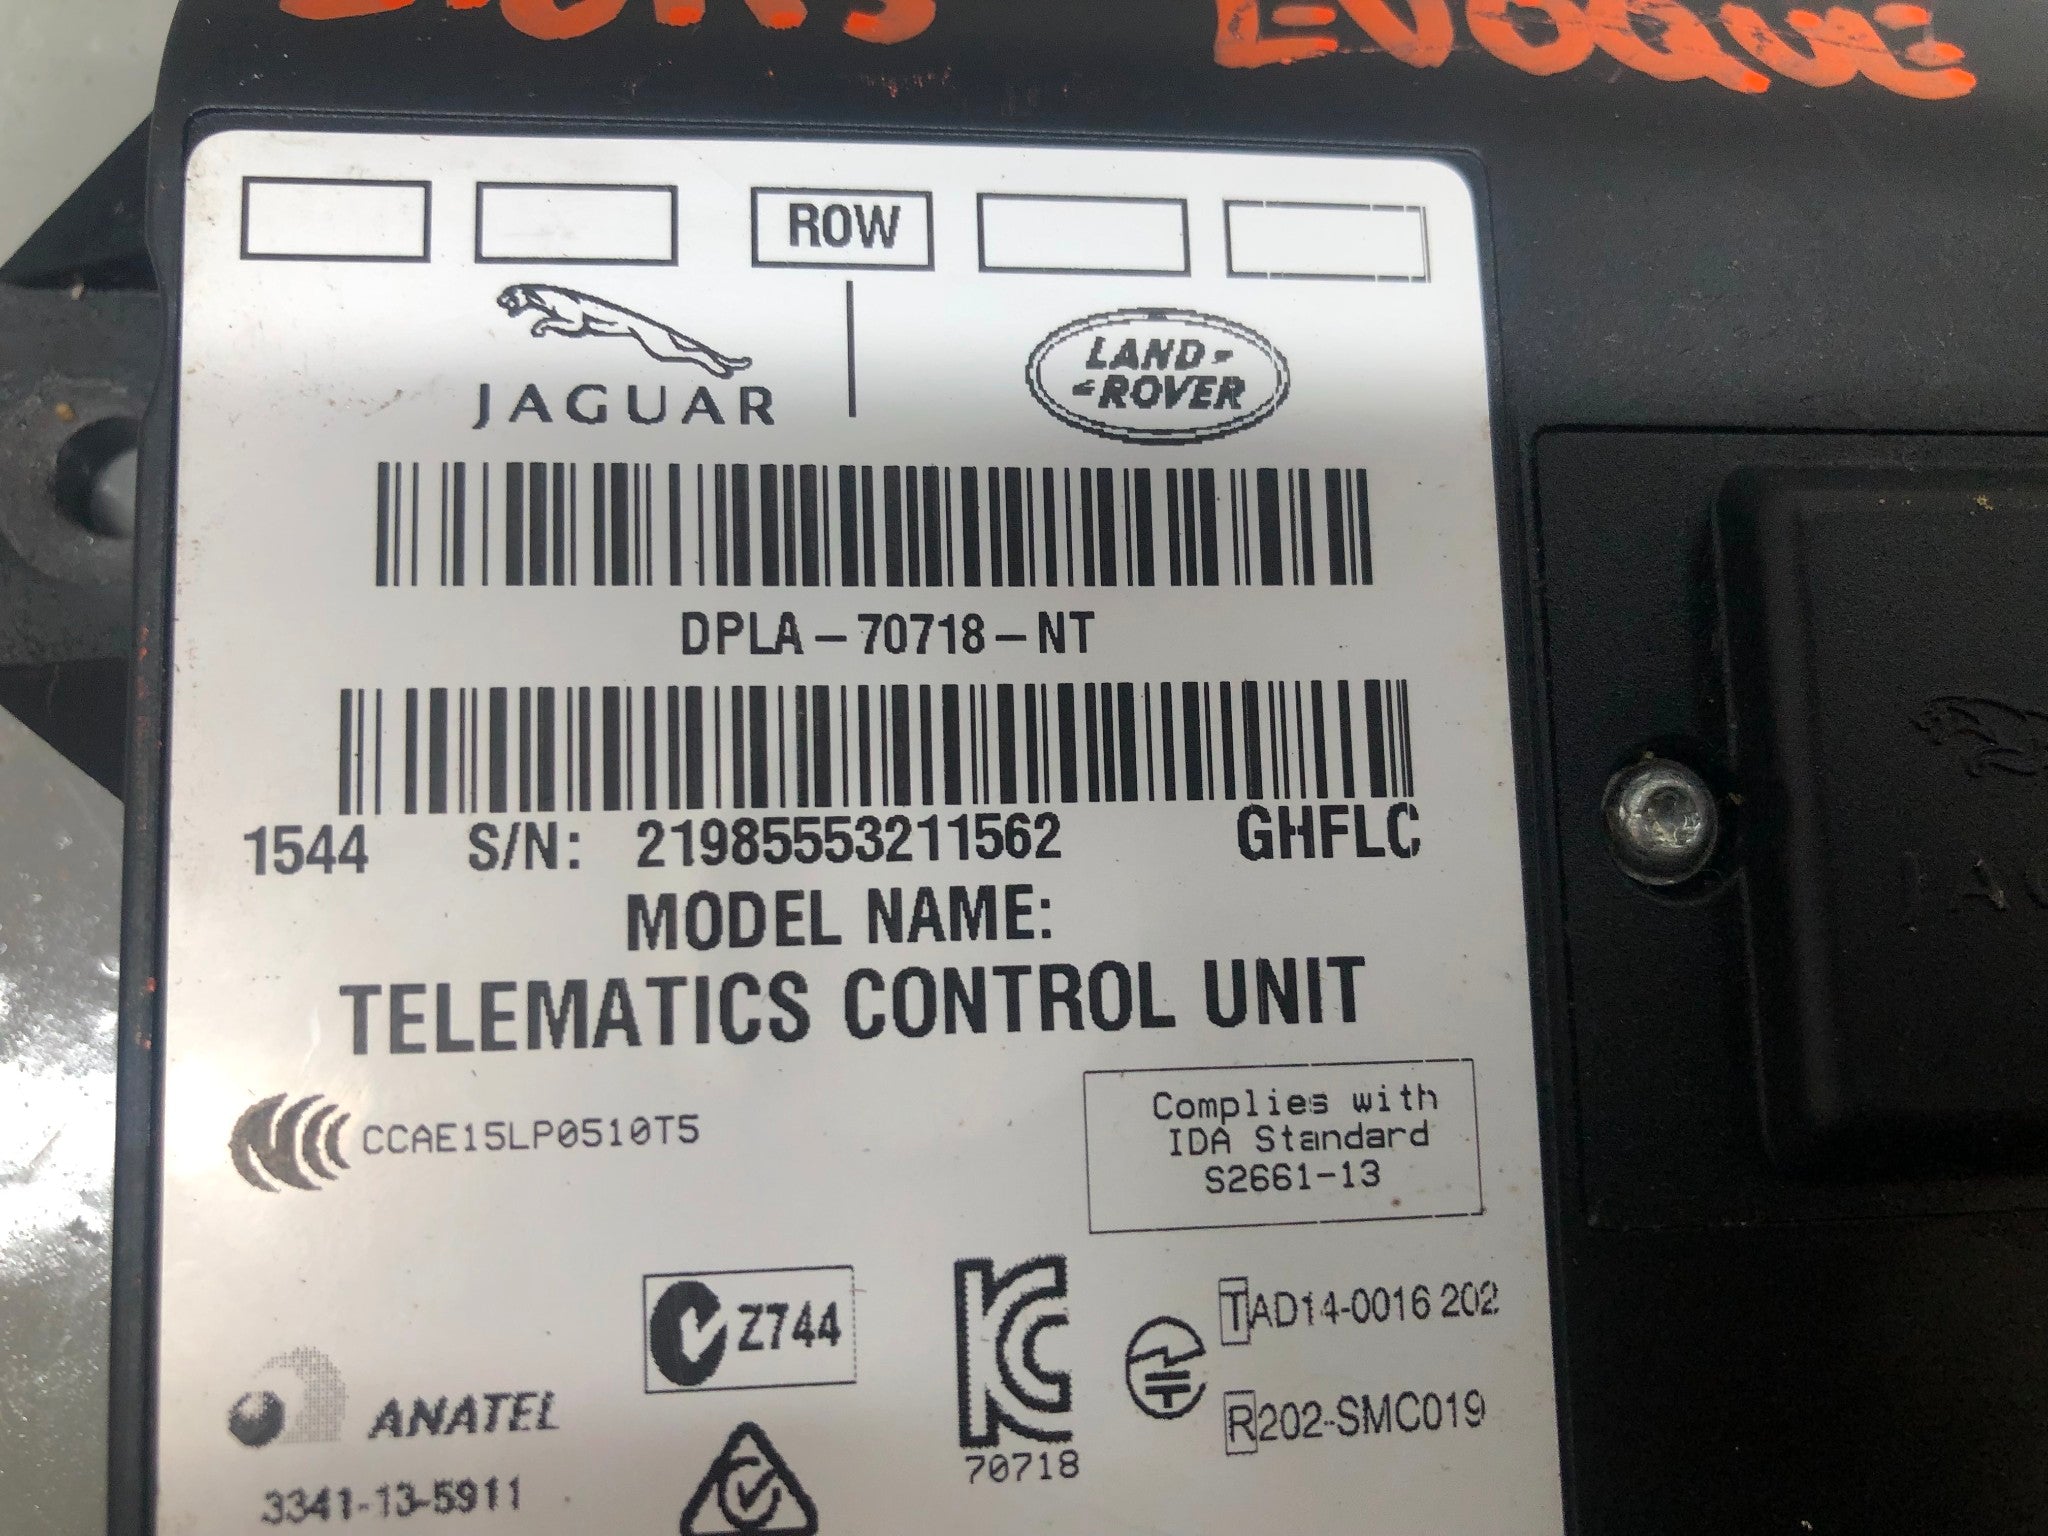 EVOQUE
ROW
JAGUAR
LAND
ROVER
DPLA-70718-NT
1544 S/N: 21985553211562 GHFLC
MODEL NAME:
TELEMATICS CONTROL UNIT
CCAE15LP0510T5
Complies with
IDA Standard
S2661-13
Z744
TAD14-0016 202
R202-SMC019
70718
ANATEL
3341-13-5911